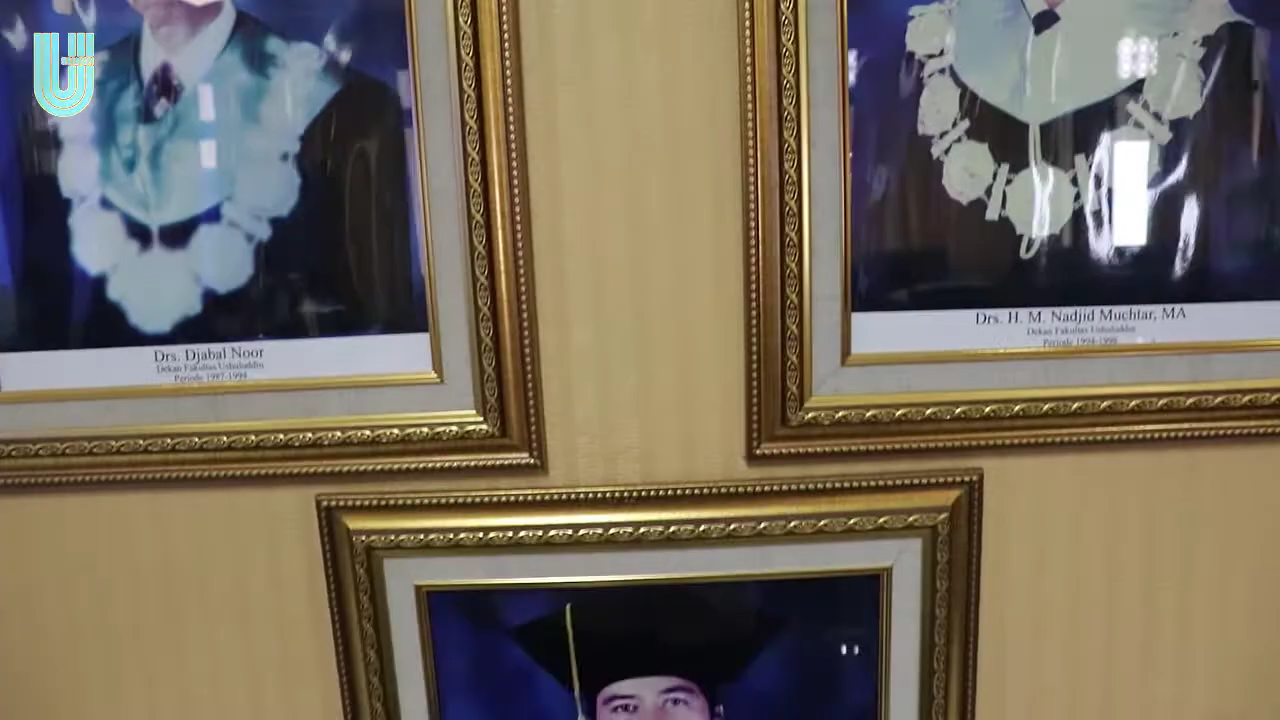 Drs. Djabal Noor
Dekan Fakultas Ushuluddin
Periode 1987-1994
Drs. H. M. Nadjid Muchtar, MA
Dekan Fakultas Ushuluddin
Periode 1994-1998